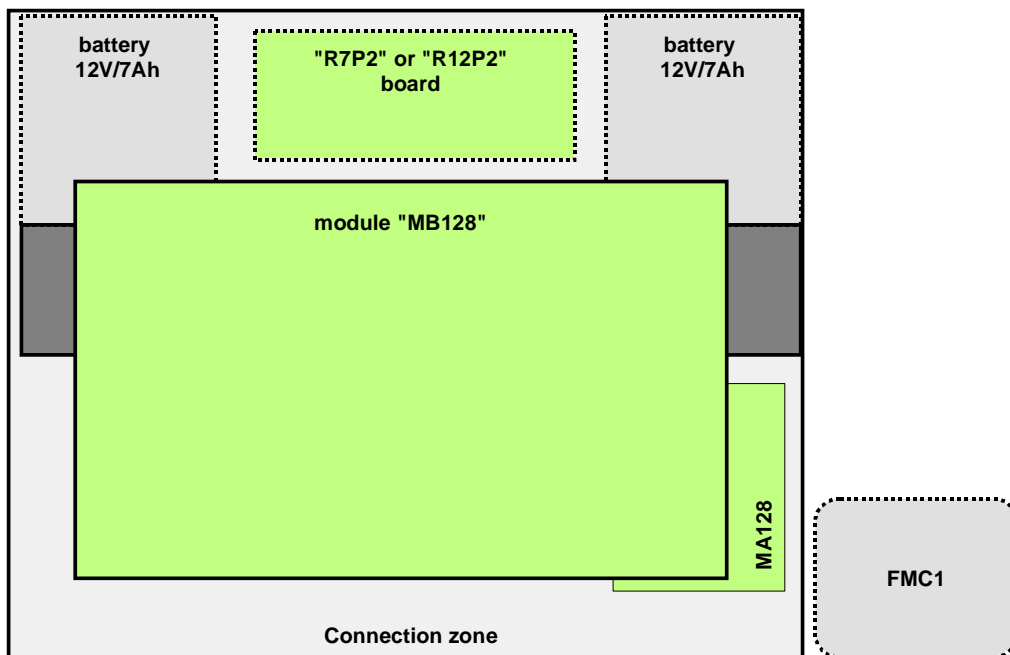 battery
12V/7Ah
"R7P2" or "R12P2"
board
battery
12V/7Ah
module "MB128"
MA128
FMC1
Connection zone